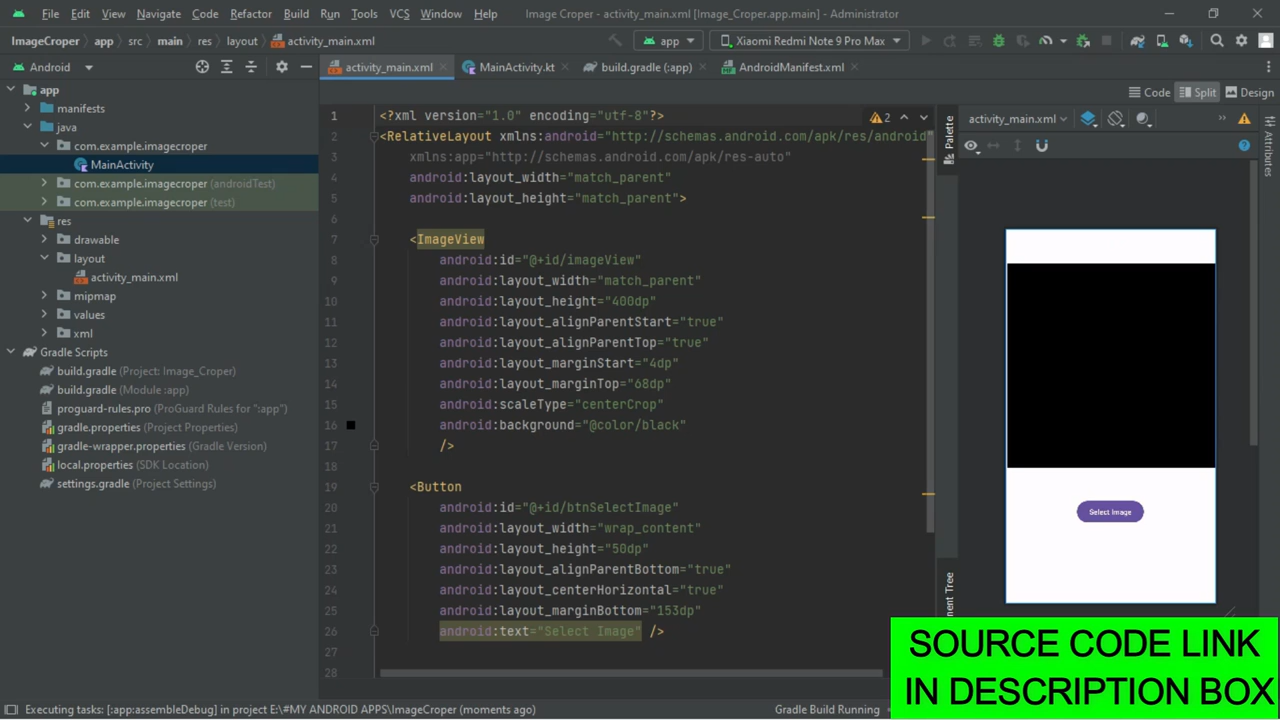 File Edit View Navigate Code Refactor Build Run Tools VCS Window Help Image Croper - activity_main.xml [Image_Croper.app.main] - Administrator
ImageCroper app src main res layout activity_main.xml app Xiaomi Redmi Note 9 Pro Max
Android activity_main.xml MainActivity.kt build.gradle (:app) AndroidManifest.xml
Code Split Design
app
manifests
java
com.example.imagecroper
MainActivity
com.example.imagecroper (androidTest)
com.example.imagecroper (test)
res
drawable
layout
activity_main.xml
mipmap
values
xml
Gradle Scripts
build.gradle (Project: Image_Croper)
build.gradle (Module :app)
proguard-rules.pro (ProGuard Rules for ":app")
gradle.properties (Project Properties)
gradle-wrapper.properties (Gradle Version)
local.properties (SDK Location)
settings.gradle (Project Settings)
1 <?xml version="1.0" encoding="utf-8"?>
2 <RelativeLayout xmlns:android="http://schemas.android.com/apk/res/android
3 xmlns:app="http://schemas.android.com/apk/res-auto"
4 android:layout_width="match_parent"
5 android:layout_height="match_parent">
6
7 <ImageView
8 android:id="@+id/imageView"
9 android:layout_width="match_parent"
10 android:layout_height="400dp"
11 android:layout_alignParentStart="true"
12 android:layout_alignParentTop="true"
13 android:layout_marginStart="4dp"
14 android:layout_marginTop="68dp"
15 android:scaleType="centerCrop"
16 android:background="@color/black"
17 />
18
19 <Button
20 android:id="@+id/btnSelectImage"
21 android:layout_width="wrap_content"
22 android:layout_height="50dp"
23 android:layout_alignParentBottom="true"
24 android:layout_centerHorizontal="true"
25 android:layout_marginBottom="153dp"
26 android:text="Select Image" />
27
28
2
Palette
activity_main.xml
Attributes
Select Image
nent Tree
SOURCE CODE LINK
IN DESCRIPTION BOX
Executing tasks: [:app:assembleDebug] in project E:\#MY ANDROID APPS\ImageCroper (moments ago) Gradle Build Running